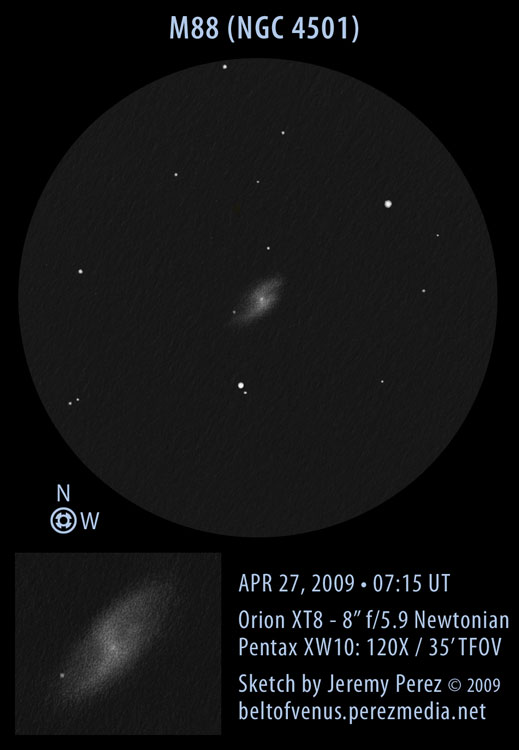 M88 (NGC 4501)
N
W
APR 27, 2009 • 07:15 UT
Orion XT8 - 8” f/5.9 Newtonian
Pentax XW10: 120X / 35’ TFOV
Sketch by Jeremy Perez © 2009
beltofvenus.perezmedia.net